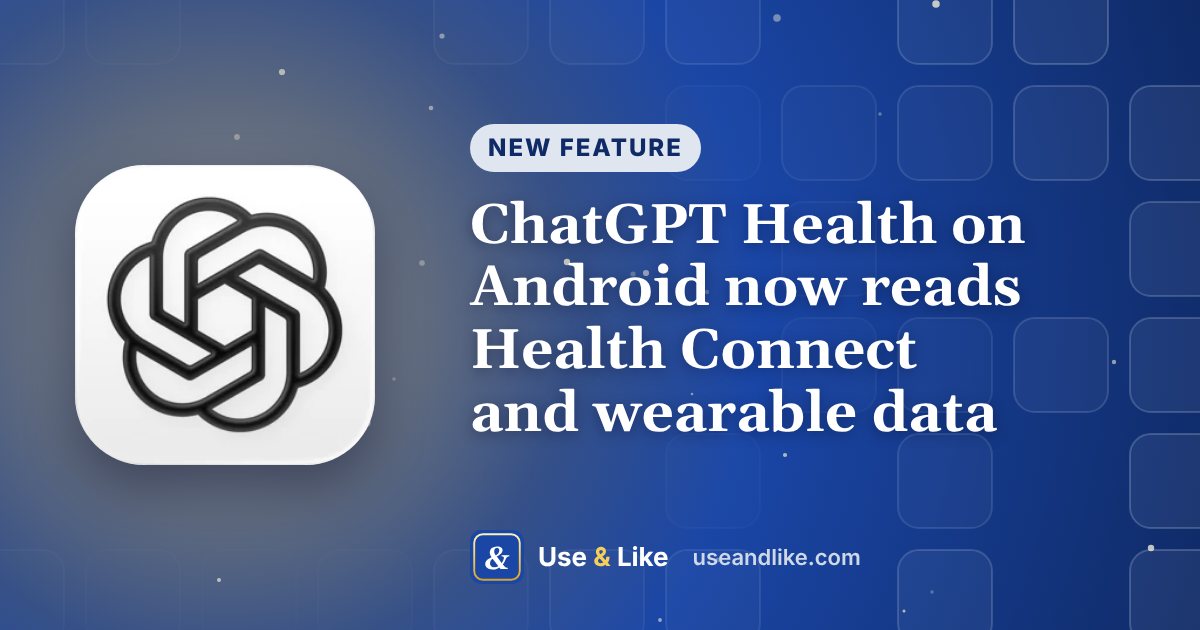 NEW FEATURE
ChatGPT Health on
Android now reads
Health Connect
and wearable data
& Use & Like useandlike.com